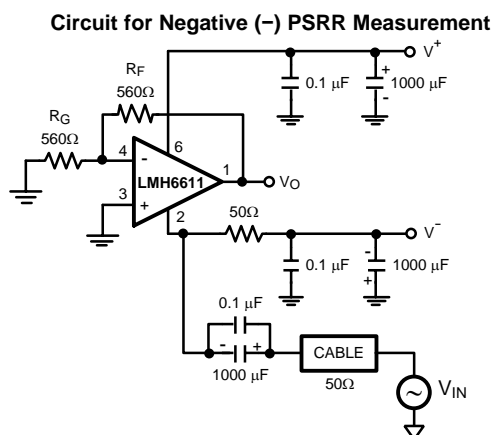 Circuit for Negative (−) PSRR Measurement
V+
RF
560Ω
0.1 μF
+
1000 μF
-
RG
560Ω
6
4
-
1
LMH6611
VO
3
+
2
50Ω
V-
0.1 μF
-
1000 μF
+
0.1 μF
-
+
1000 μF
CABLE
50Ω
VIN
~